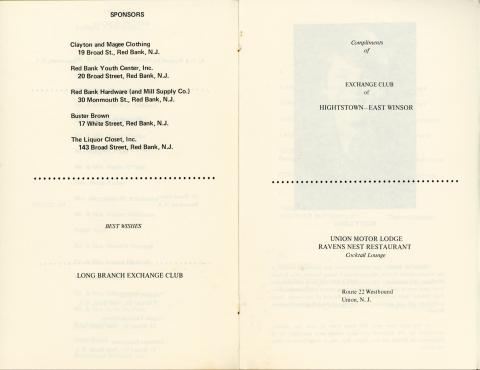 SPONSORS
Clayton and Magee Clothing
19 Broad St., Red Bank, N.J.
Red Bank Youth Center, Inc.
20 Broad Street, Red Bank, N.J.
Red Bank Hardware (and Mill Supply Co.)
30 Monmouth St., Red Bank, N.J.
Buster Brown
17 White Street, Red Bank, N.J.
The Liquor Closet, Inc.
143 Broad Street, Red Bank, N.J.
BEST WISHES
LONG BRANCH EXCHANGE CLUB
Compliments
of
EXCHANGE CLUB
of
HIGHTSTOWN—EAST WINSOR
UNION MOTOR LODGE
RAVENS NEST RESTAURANT
Cocktail Lounge
Route 22 Westbound
Union, N. J.